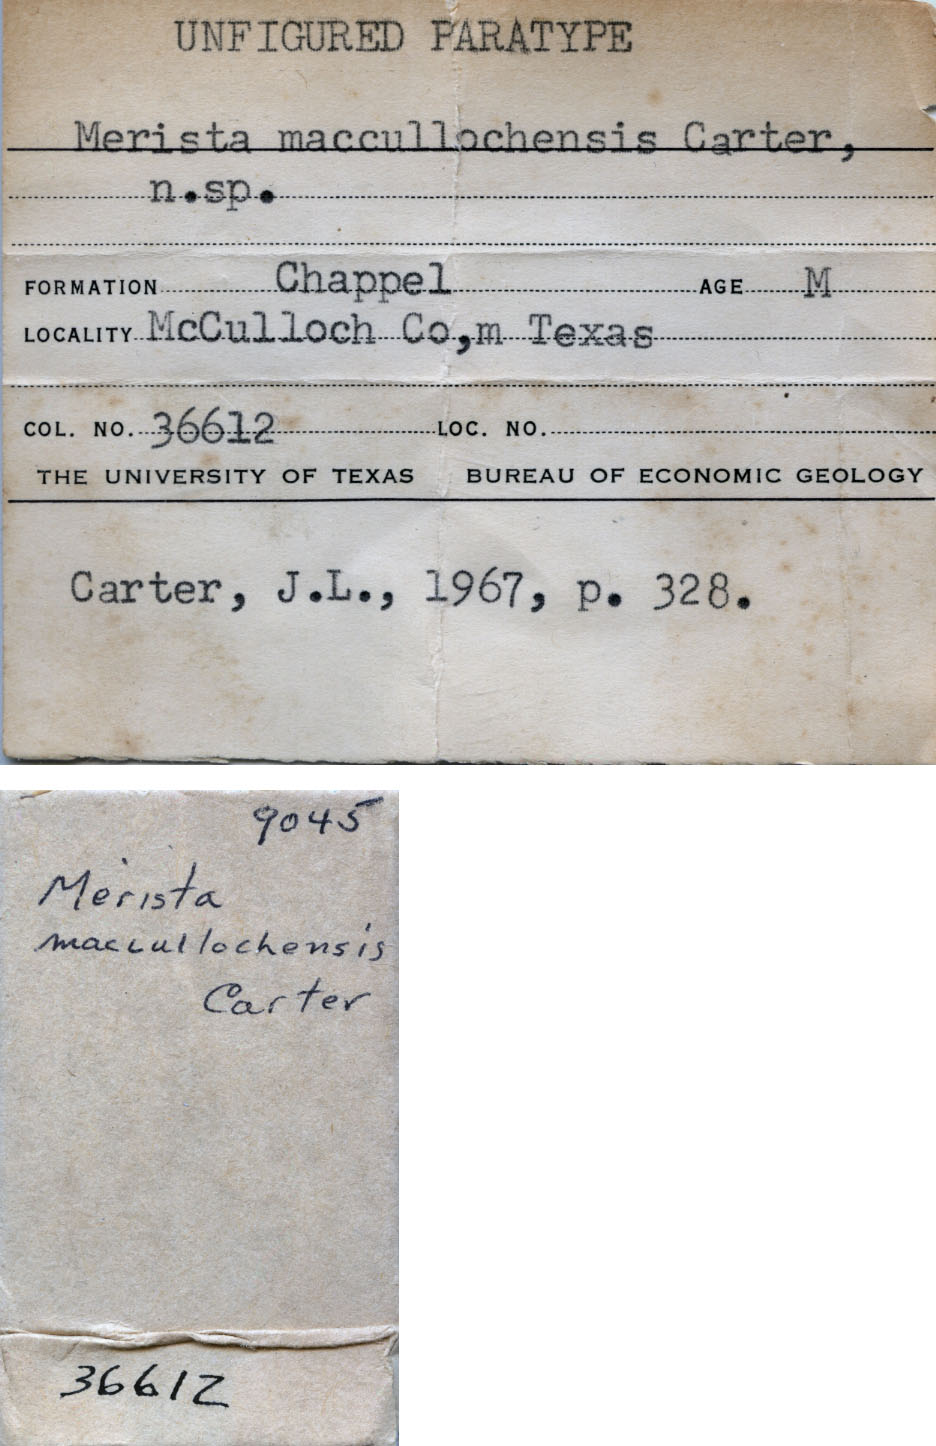 UNFIGURED PARATYPE
Merista maccullochensis Carter,
n.sp.
FORMATION Chappel AGE M
LOCALITY McCulloch Co,m Texas
COL. NO. 36612 LOC. NO.
THE UNIVERSITY OF TEXAS BUREAU OF ECONOMIC GEOLOGY
Carter, J.L., 1967, p. 328.
9045
Merista
maccullochensis
Carter
36612